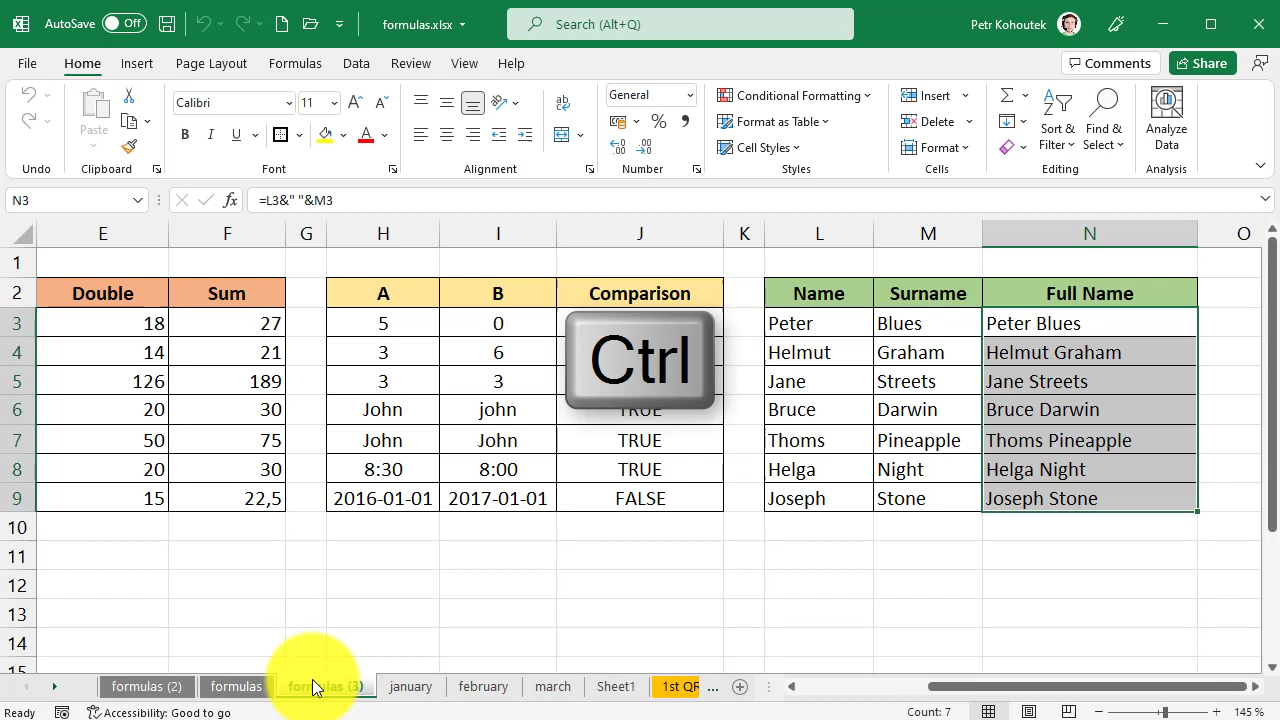 AutoSave Off formulas.xlsx Search (Alt+Q) Petr Kohoutek
File Home Insert Page Layout Formulas Data Review View Help Comments Share
Paste Calibri 11 General Conditional Formatting Insert Sort & Find & Analyze
B I U Format as Table Delete Filter Select Data
Cell Styles Format
Undo Clipboard Font Alignment Number Styles Cells Editing Analysis
N3 fx =L3&" "&M3
E F G H I J K L M N O
1
2 Double Sum A B Comparison Name Surname Full Name
3 18 27 5 0 Peter Blues Peter Blues
4 14 21 3 6 Helmut Graham Helmut Graham
5 126 189 3 3 Jane Streets Jane Streets
6 20 30 John john TRUE Bruce Darwin Bruce Darwin
7 50 75 John John TRUE Thoms Pineapple Thoms Pineapple
8 20 30 8:30 8:00 TRUE Helga Night Helga Night
9 15 22,5 2016-01-01 2017-01-01 FALSE Joseph Stone Joseph Stone
Ctrl
10
11
12
13
14
15
formulas (2) formulas formulas (3) january february march Sheet1 1st QR ...
Ready Accessibility: Good to go Count: 7 145 %